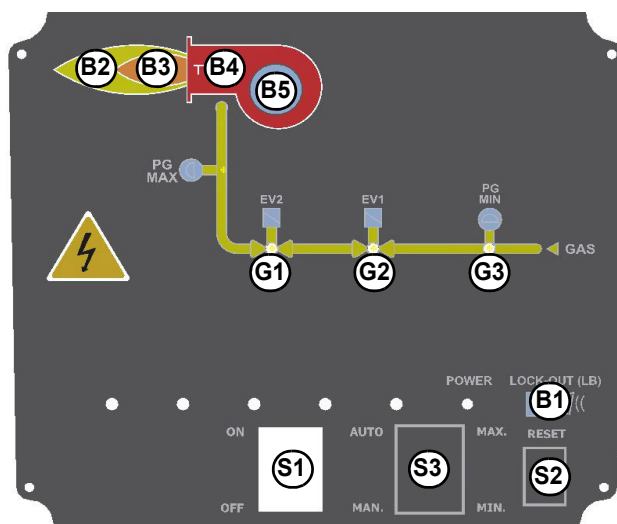 B2 B3 T B4
B5
PG
MAX
EV2 EV1 PG
MIN
GAS
G1 G2 G3
POWER LOCK-OUT (LB)
B1
ON AUTO MAX. RESET
S1 S3 S2
OFF MAN. MIN.